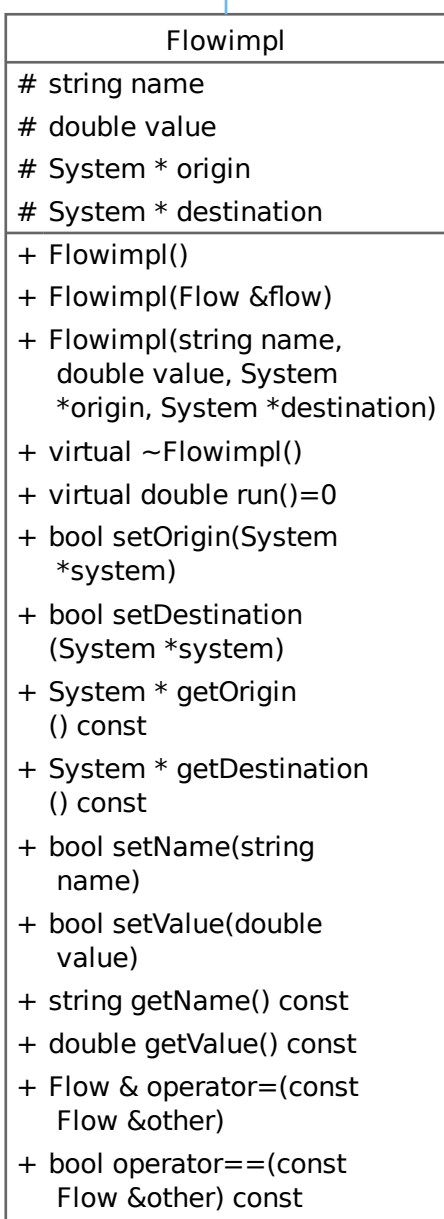 Flowimpl
# string name
# double value
# System * origin
# System * destination
+ Flowimpl()
+ Flowimpl(Flow &flow)
+ Flowimpl(string name,
double value, System
*origin, System *destination)
+ virtual ~Flowimpl()
+ virtual double run()=0
+ bool setOrigin(System
*system)
+ bool setDestination
(System *system)
+ System * getOrigin
() const
+ System * getDestination
() const
+ bool setName(string
name)
+ bool setValue(double
value)
+ string getName() const
+ double getValue() const
+ Flow & operator=(const
Flow &other)
+ bool operator==(const
Flow &other) const